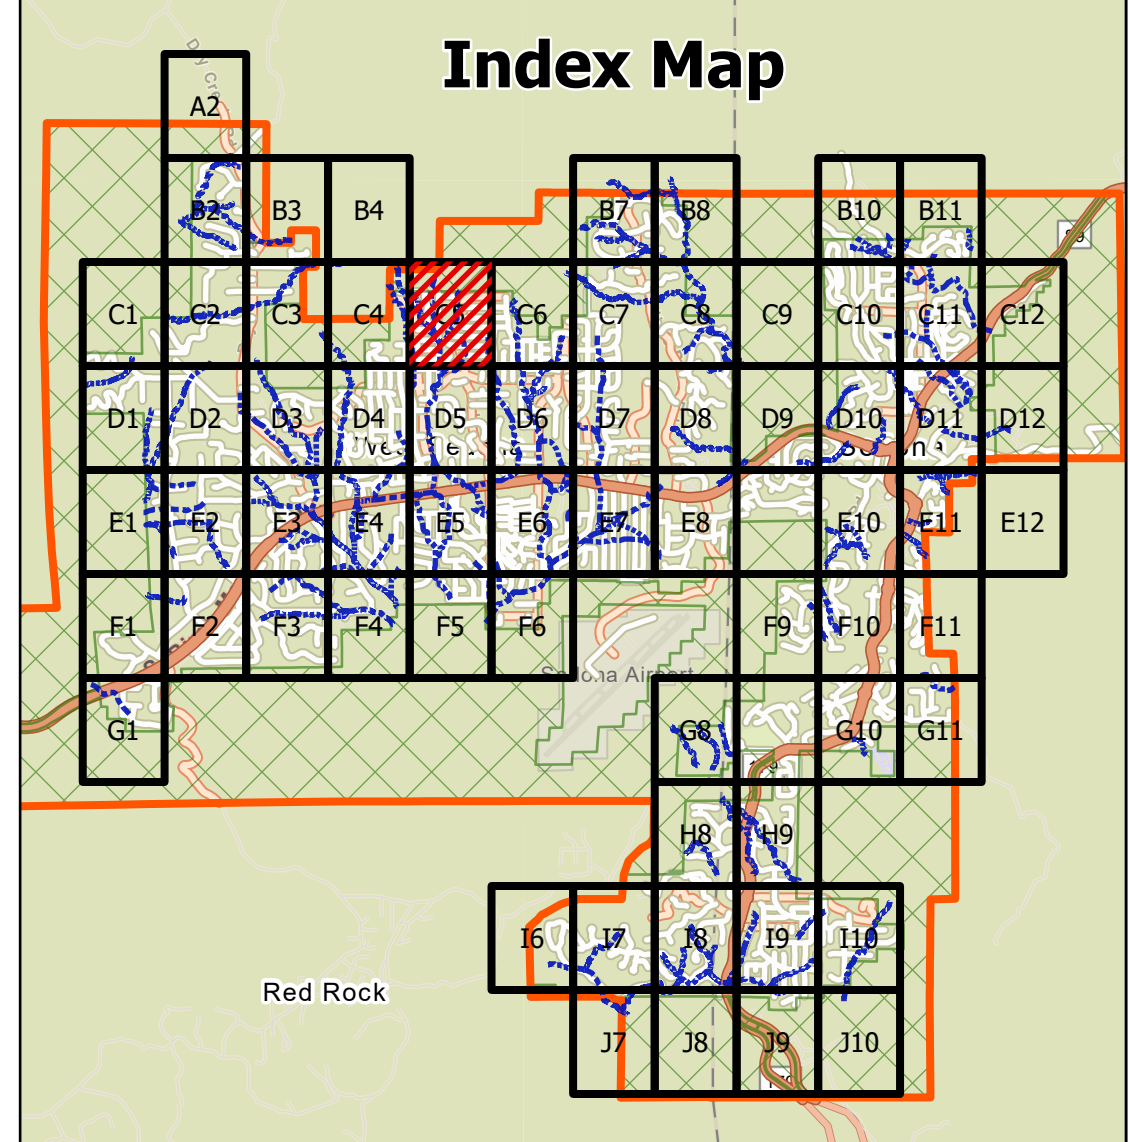 Index Map
A2
B2 B3 B4 B7 B8 B10 B11
C1 C2 C3 C4 C5 C6 C7 C8 C9 C10 C11 C12
D1 D2 D3 D4 D5 D6 D7 D8 D9 D10 D11 D12
E1 E2 E3 E4 E5 E6 E7 E8 E10 E11 E12
F1 F2 F3 F4 F5 F6 F9 F10 F11
Sedona Airport
G1 G8 G10 G11
H8 H9
I6 I7 I8 I9 I10
Red Rock
J7 J8 J9 J10